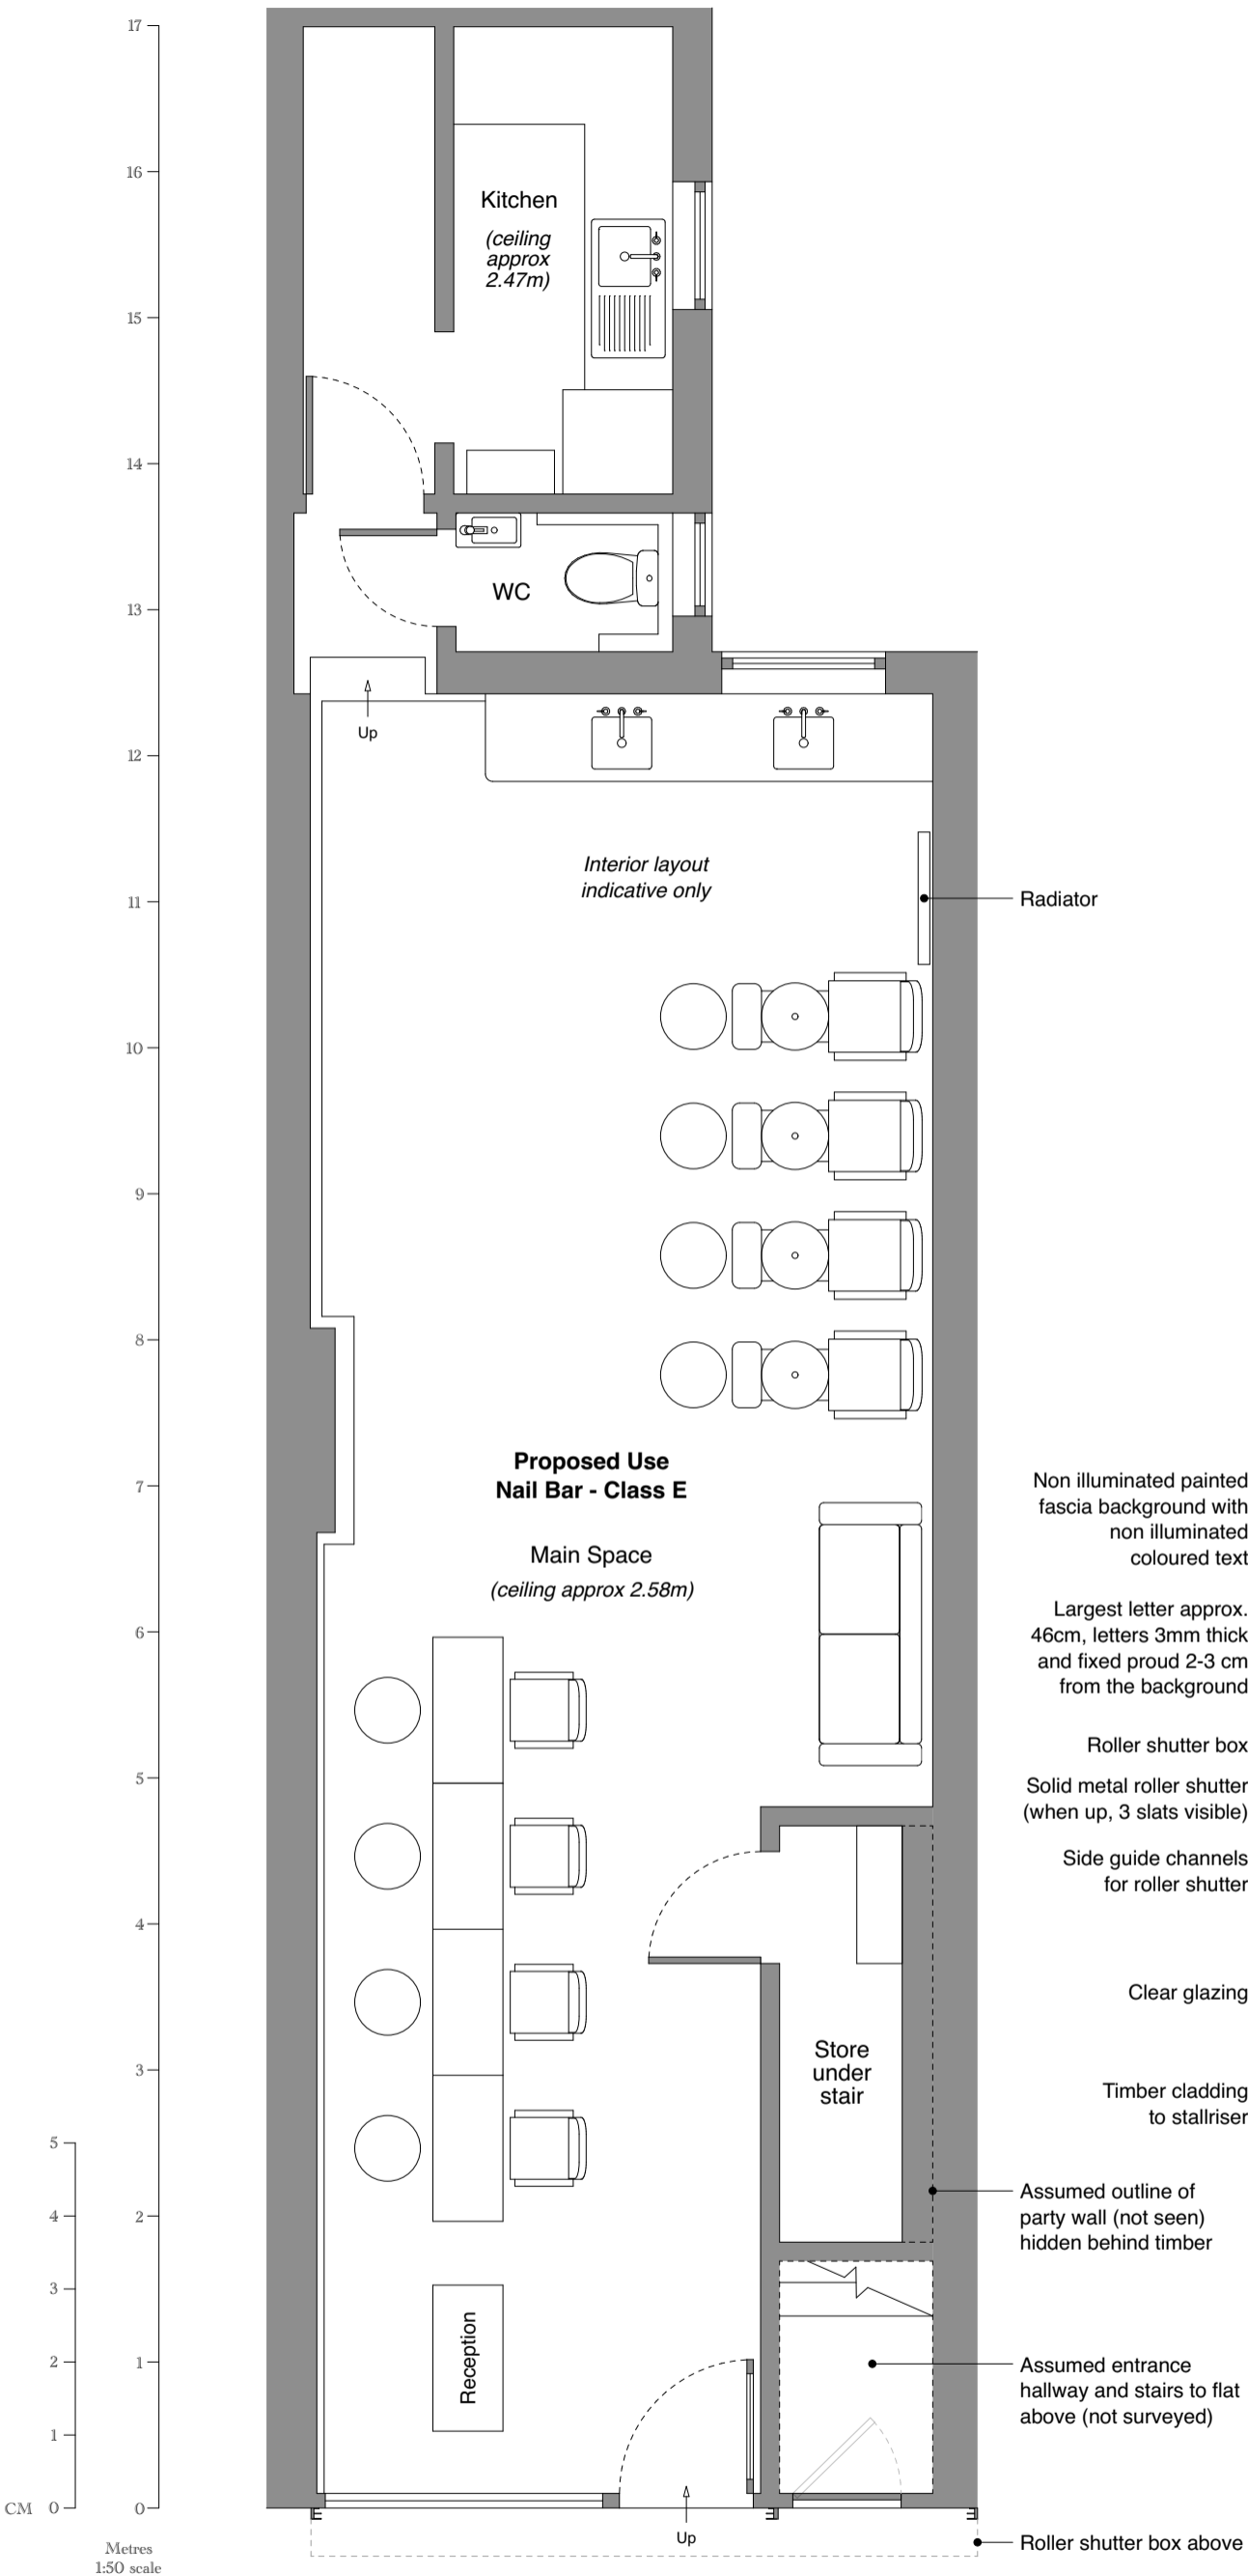 17
16
15
14
13
12
11
10
9
8
7
6
5
4
3
2
1
0
Metres
1:50 scale
5
4
3
2
1
CM 0
Kitchen
(ceiling
approx
2.47m)
WC
Up
Interior layout
indicative only
Radiator
Proposed Use
Nail Bar - Class E
Main Space
(ceiling approx 2.58m)
Non illuminated painted
fascia background with
non illuminated
coloured text
Largest letter approx.
46cm, letters 3mm thick
and fixed proud 2-3 cm
from the background
Roller shutter box
Solid metal roller shutter
(when up, 3 slats visible)
Side guide channels
for roller shutter
Clear glazing
Timber cladding
to stallriser
Store
under
stair
Assumed outline of
party wall (not seen)
hidden behind timber
Reception
Assumed entrance
hallway and stairs to flat
above (not surveyed)
Up
Roller shutter box above